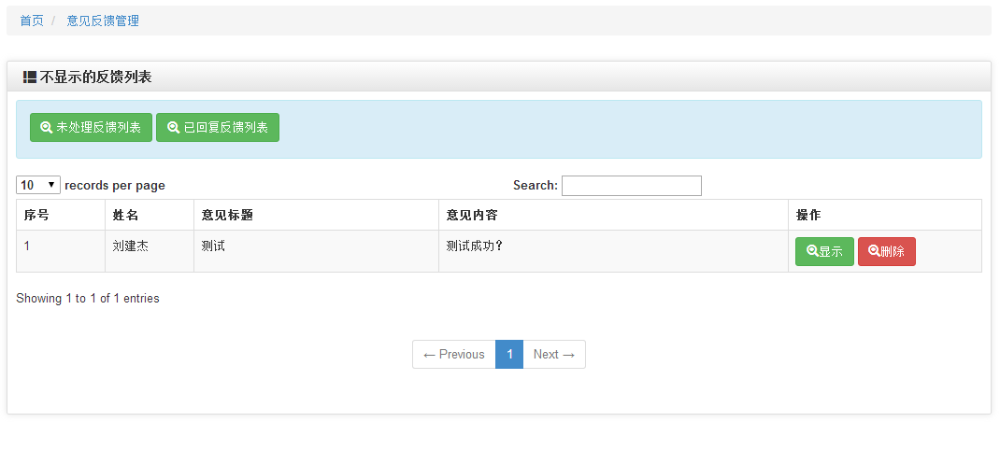 首页 / 意见反馈管理
不显示的反馈列表
未处理反馈列表 已回复反馈列表
10 records per page Search:
序号 姓名 意见标题 意见内容 操作
1 刘建杰 测试 测试成功? 显示 删除
Showing 1 to 1 of 1 entries
← Previous 1 Next →